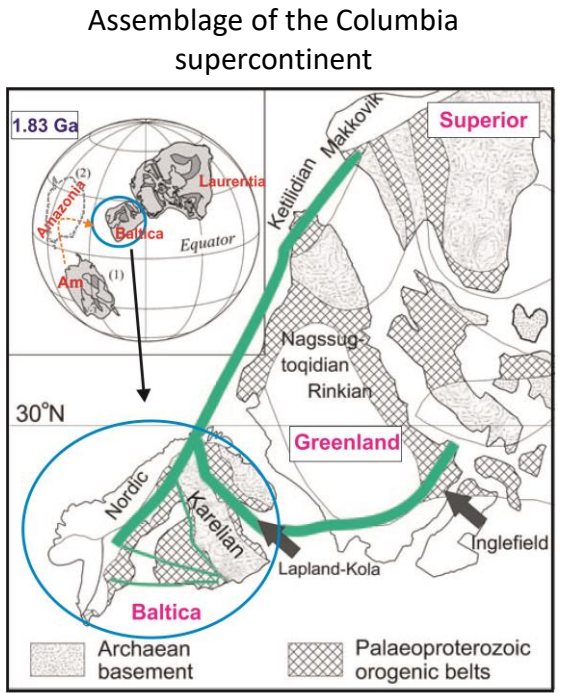 Assemblage of the Columbia
supercontinent
1.83 Ga
Laurentia
(2)
Amazonia
Baltica
Equator
Am
(1)
Superior
Makkovik
Ketilidian
Nagssug-
toqidian
Rinkian
30°N
Greenland
Nordic
Karelian
Inglefield
Lapland-Kola
Baltica
Archaean
basement
Palaeoproterozoic
orogenic belts